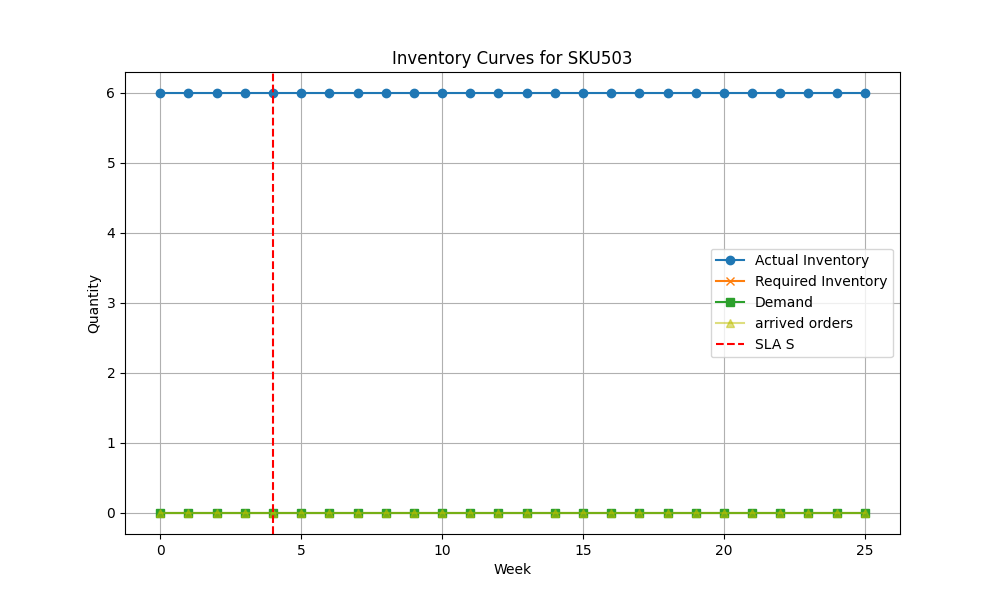 Inventory Curves for SKU503
Quantity
6
5
4
3
2
1
0
Actual Inventory
Required Inventory
Demand
arrived orders
SLA S
0 5 10 15 20 25
Week